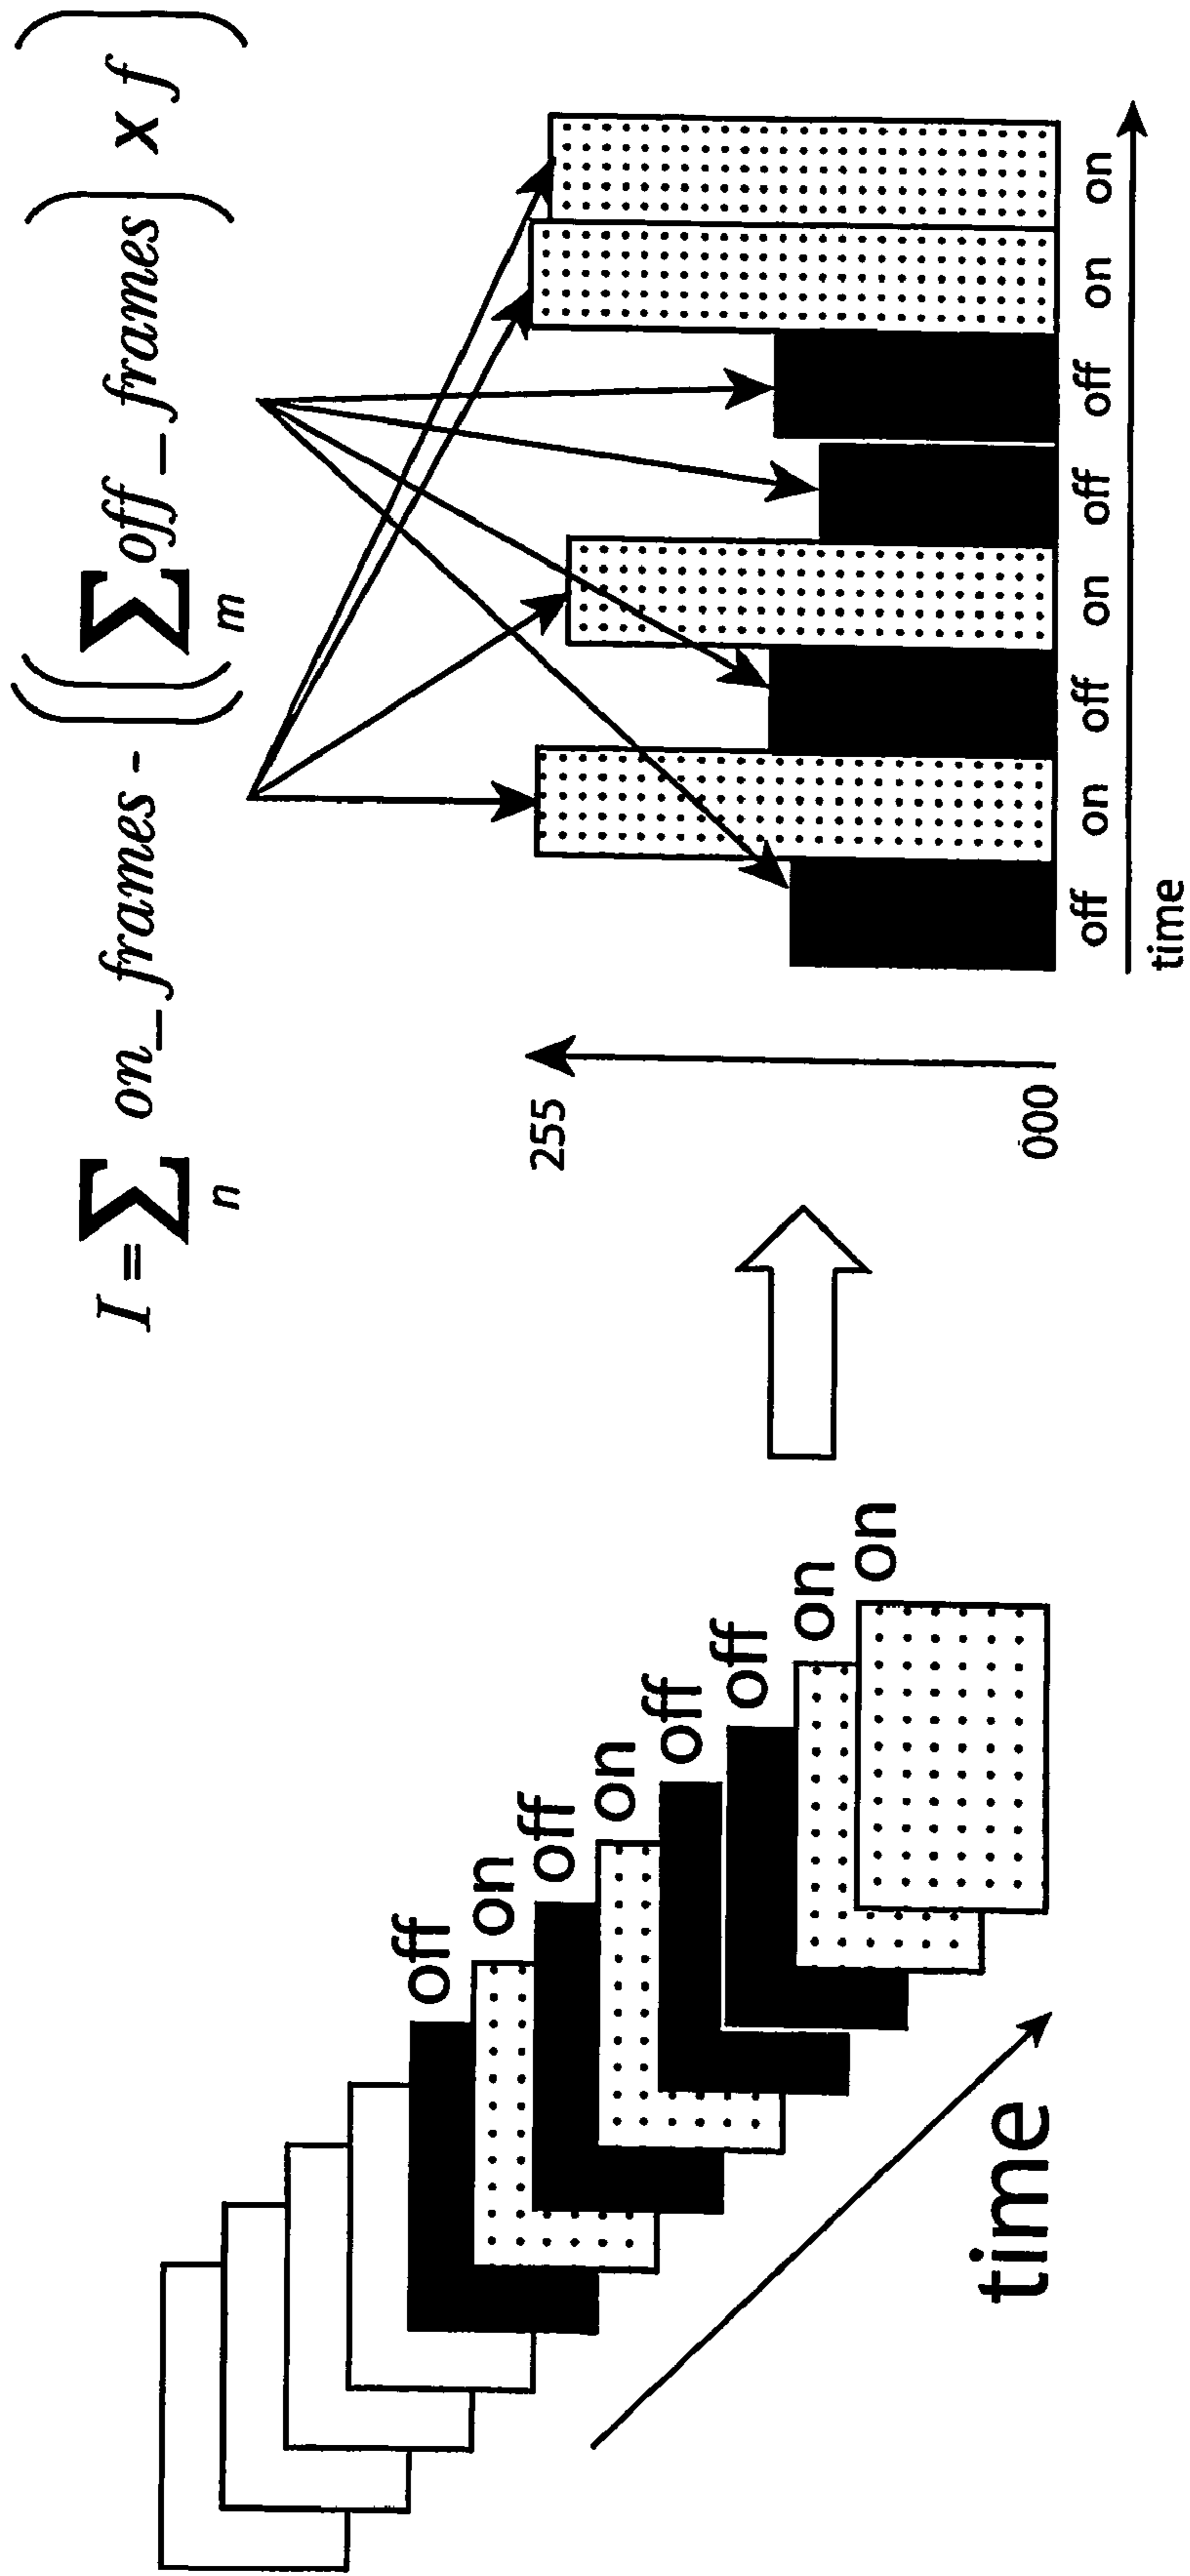 I = ∑ on_frames - ((∑ off_frames) x f)
n m
off
on
off
on
off
off
on
on
time
255
000
off on off on off off on on
time